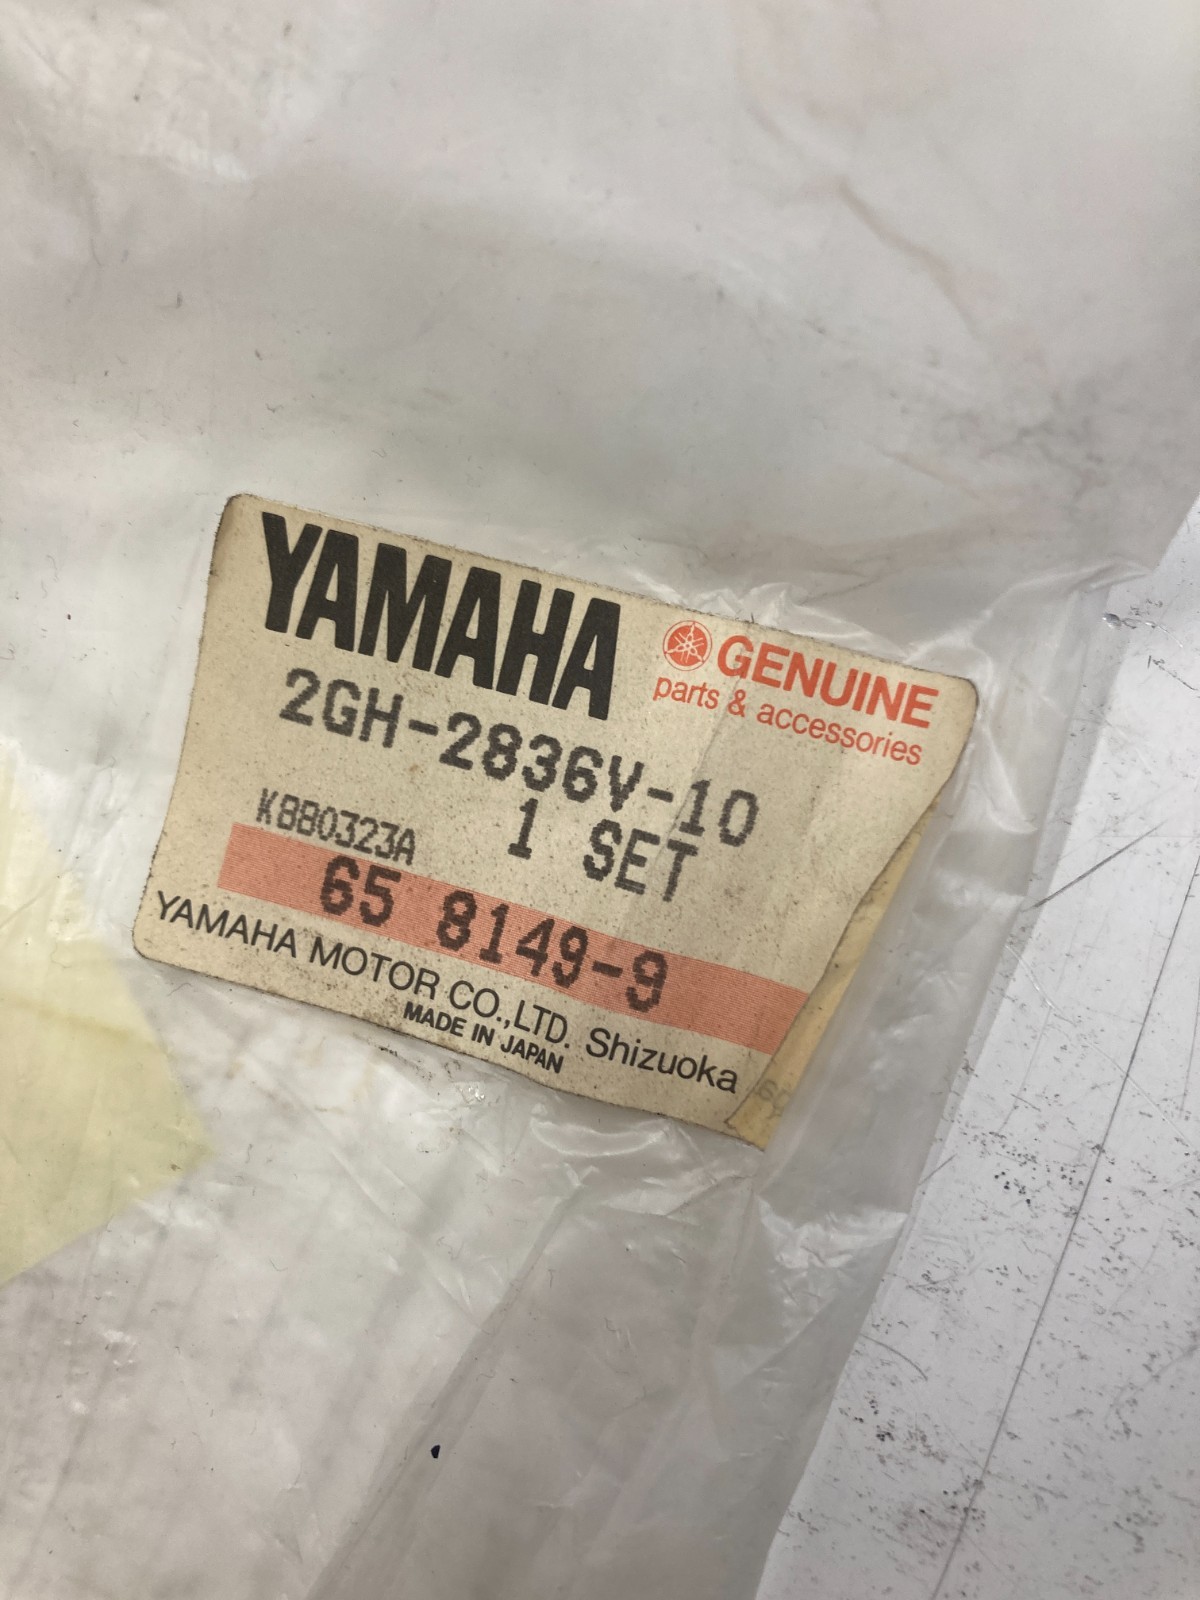 YAMAHA
GENUINE
parts & accessories
2GH-2836V-10
K880323A
1 SET
65 8149-9
YAMAHA MOTOR CO.,LTD. Shizuoka
MADE IN JAPAN